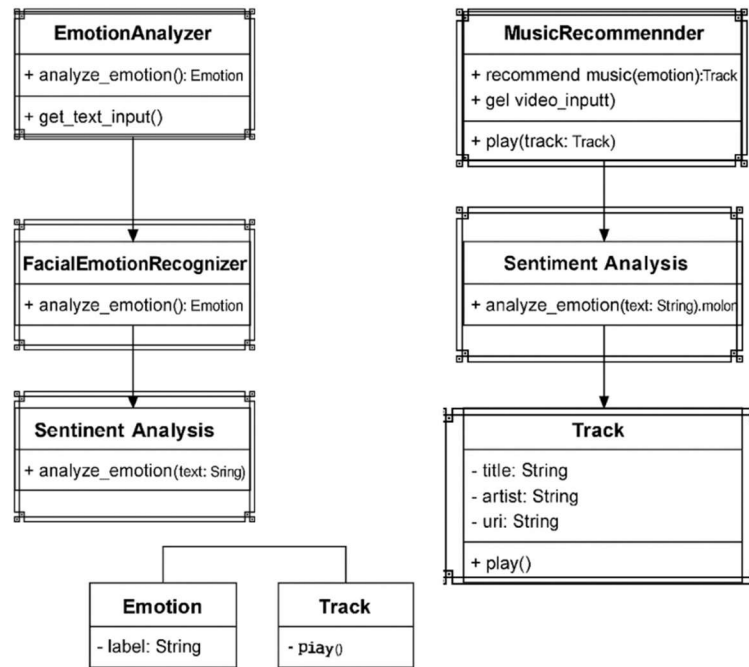 EmotionAnalyzer
+ analyze_emotion(): Emotion
+ get_text_input()
FacialEmotionRecognizer
+ analyze_emotion(): Emotion
Sentinent Analysis
+ analyze_emotion(text: Sring)
Emotion
- label: String
Track
- piay()
MusicRecommennder
+ recommend music(emotion):Track
+ gel video_inputt)
+ play(track: Track)
Sentiment Analysis
+ analyze_emotion(text: String).molon
Track
- title: String
- artist: String
- uri: String
+ play()